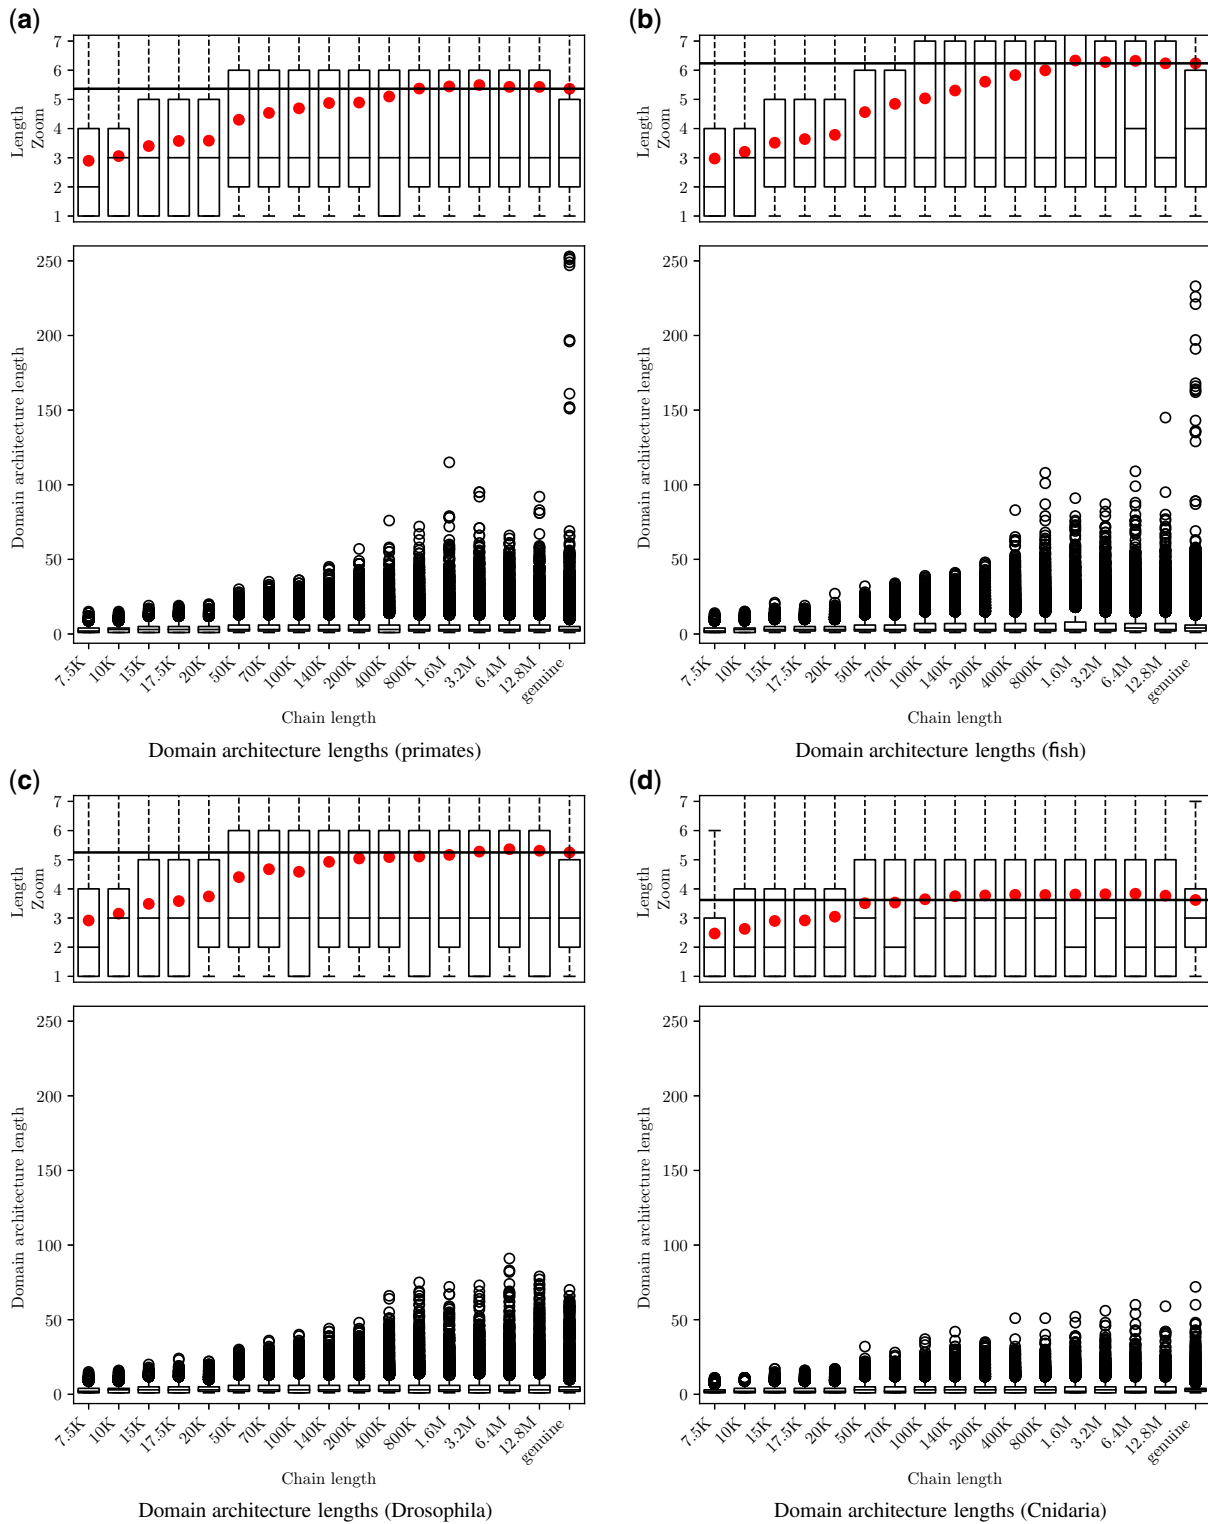 (a)
7
6
5
4
3
2
1
Length
Zoom
250
200
150
100
50
0
Domain architecture length
7.5K
10K
15K
17.5K
20K
50K
70K
100K
140K
200K
400K
800K
1.6M
3.2M
6.4M
12.8M
genuine
Chain length
Domain architecture lengths (primates)
(b)
7
6
5
4
3
2
1
Length
Zoom
250
200
150
100
50
0
Domain architecture length
7.5K
10K
15K
17.5K
20K
50K
70K
100K
140K
200K
400K
800K
1.6M
3.2M
6.4M
12.8M
genuine
Chain length
Domain architecture lengths (fish)
(c)
7
6
5
4
3
2
1
Length
Zoom
250
200
150
100
50
0
Domain architecture length
7.5K
10K
15K
17.5K
20K
50K
70K
100K
140K
200K
400K
800K
1.6M
3.2M
6.4M
12.8M
genuine
Chain length
Domain architecture lengths (Drosophila)
(d)
7
6
5
4
3
2
1
Length
Zoom
250
200
150
100
50
0
Domain architecture length
7.5K
10K
15K
17.5K
20K
50K
70K
100K
140K
200K
400K
800K
1.6M
3.2M
6.4M
12.8M
genuine
Chain length
Domain architecture lengths (Cnidaria)